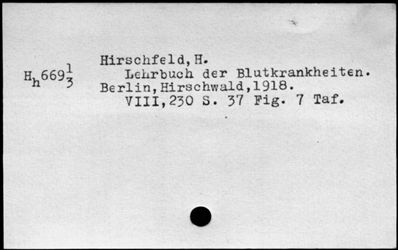 Hirschfeld, H.
Hh669 1/3 Lehrbuch der Blutkrankheiten.
Berlin, Hirschwald, 1918.
VIII, 230 S. 37 Fig. 7 Taf.